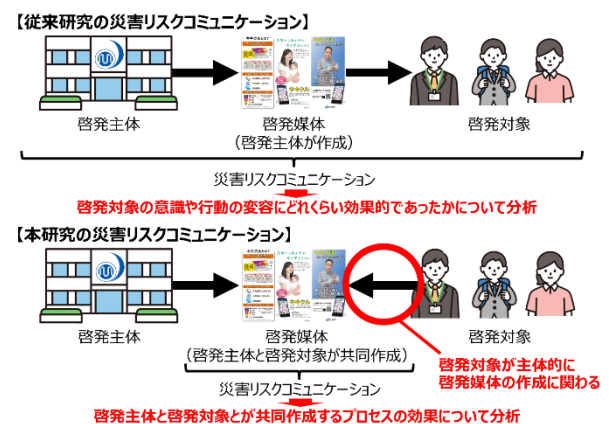 【従来研究の災害リスクコミュニケーション】
啓発主体
啓発媒体
（啓発主体が作成）
啓発対象
災害リスクコミュニケーション
啓発対象の意識や行動の変容にどれくらい効果的であったかについて分析
【本研究の災害リスクコミュニケーション】
啓発主体
啓発媒体
（啓発主体と啓発対象が共同作成）
啓発対象
災害リスクコミュニケーション
啓発対象が主体的に
啓発媒体の作成に関わる
啓発主体と啓発対象とが共同作成するプロセスの効果について分析